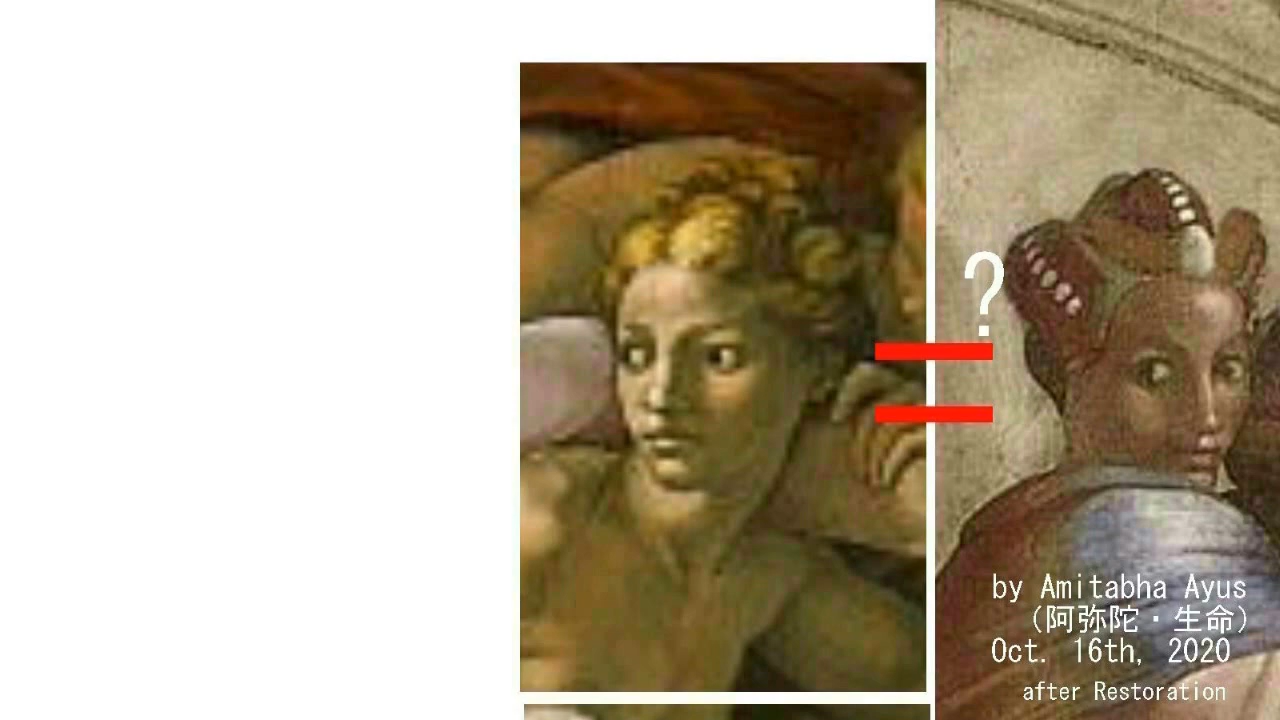 ?
by Amitabha Ayus
(阿弥陀・生命)
Oct. 16th, 2020
after Restoration